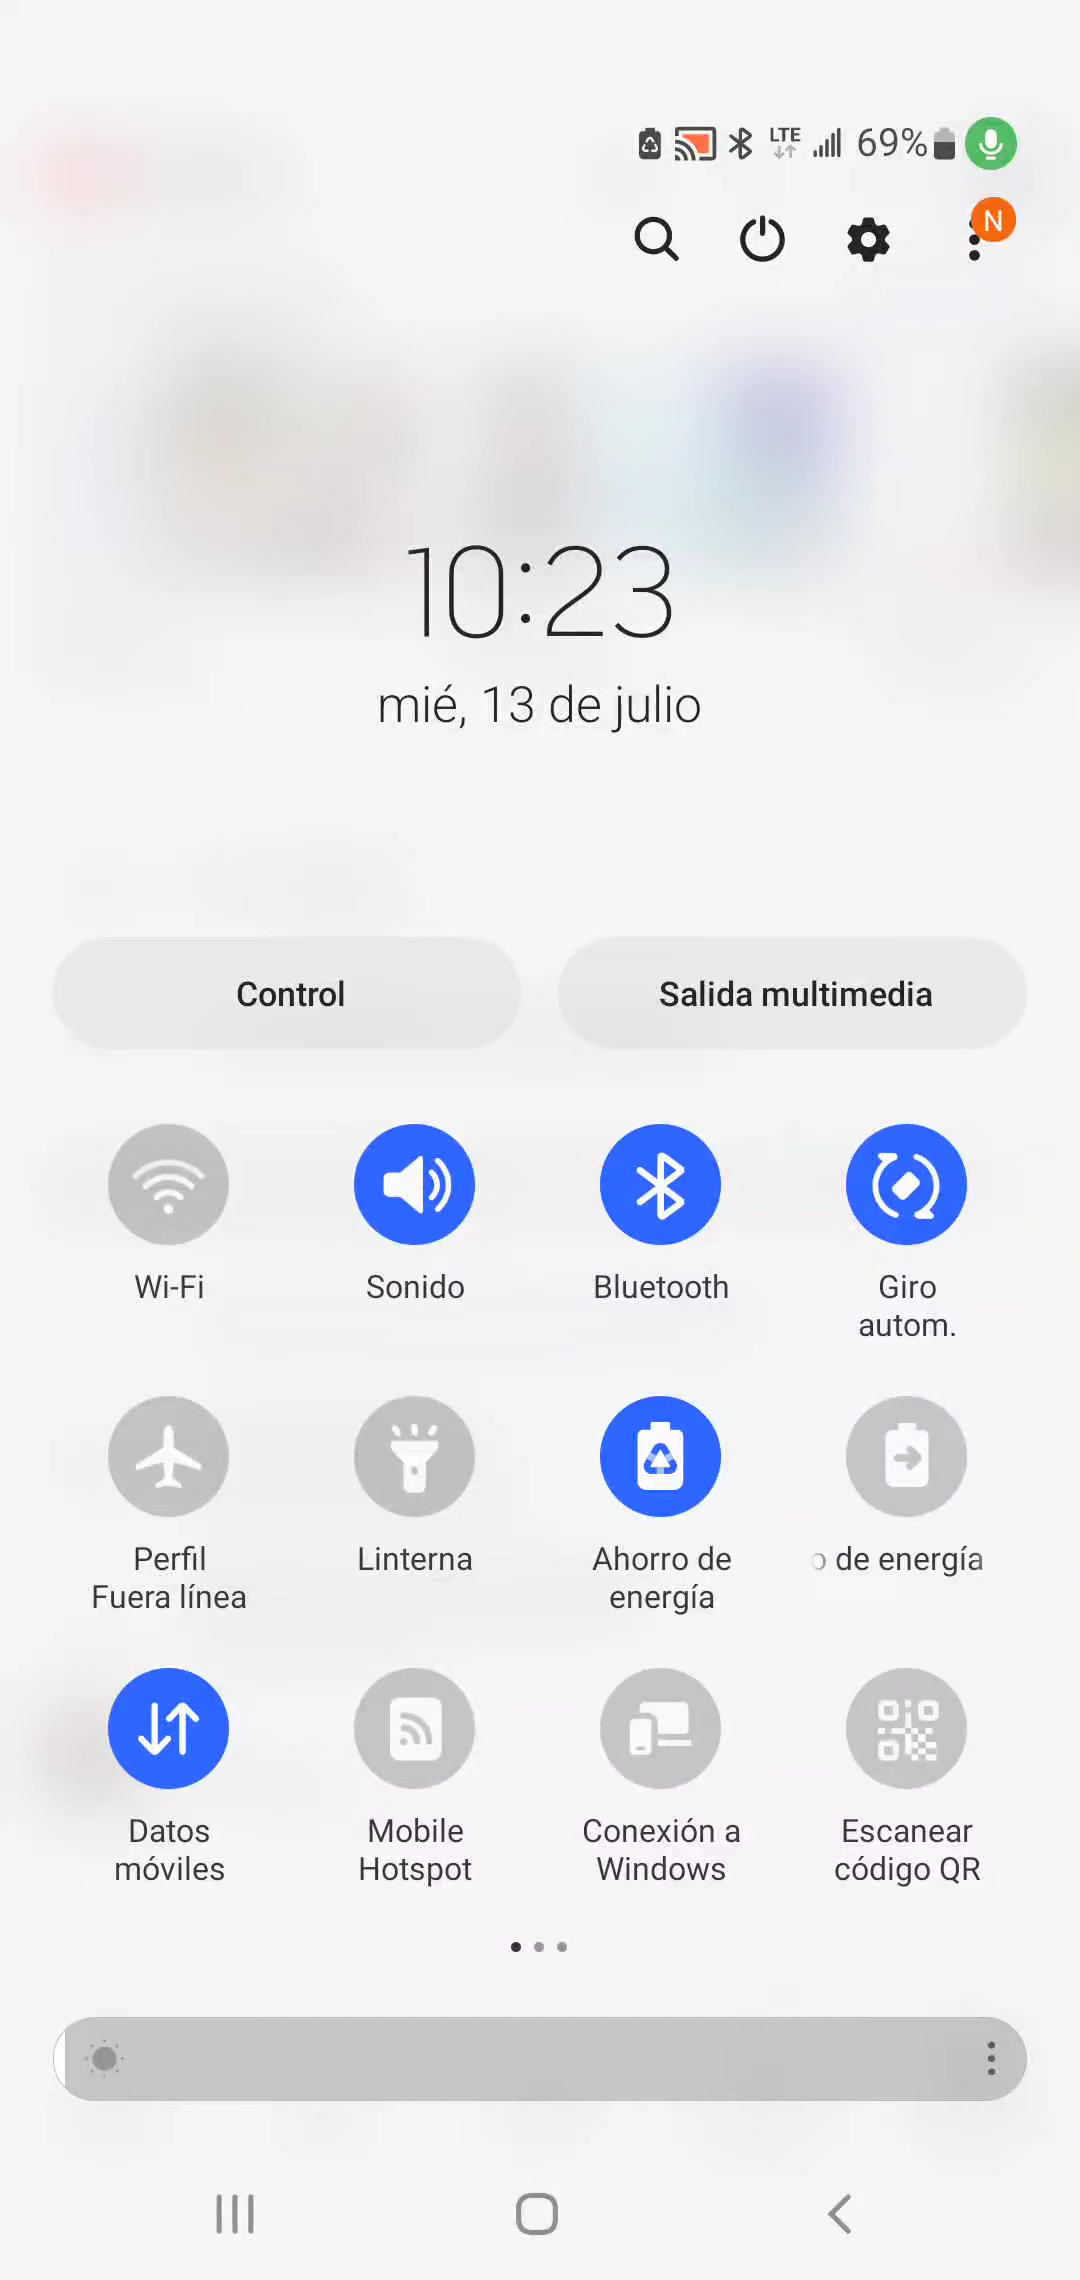 LTE 69%
N
10:23
mié, 13 de julio
Control
Salida multimedia
Wi-Fi
Sonido
Bluetooth
Giro
autom.
Perfil
Fuera línea
Linterna
Ahorro de
energía
o de energía
Datos
móviles
Mobile
Hotspot
Conexión a
Windows
Escanear
código QR